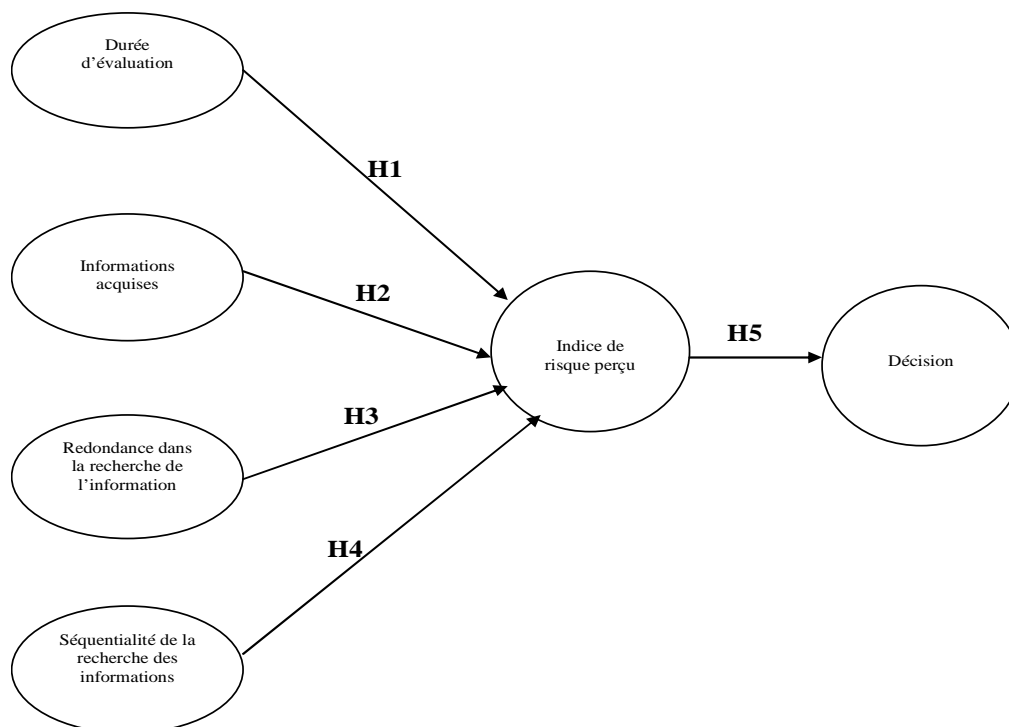 Durée
d'évaluation
H1
Informations
acquises
H2
Indice de
risque perçu
H5
Décision
Redondance dans
la recherche de
l'information
H3
H4
Séquentialité de la
recherche des
informations